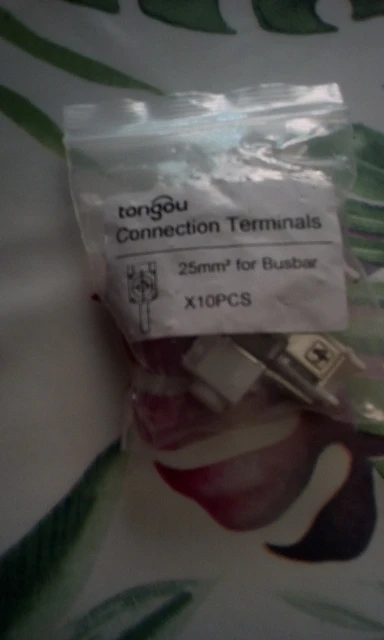 tongou
Connection Terminals
25mm² for Busbar
X10PCS